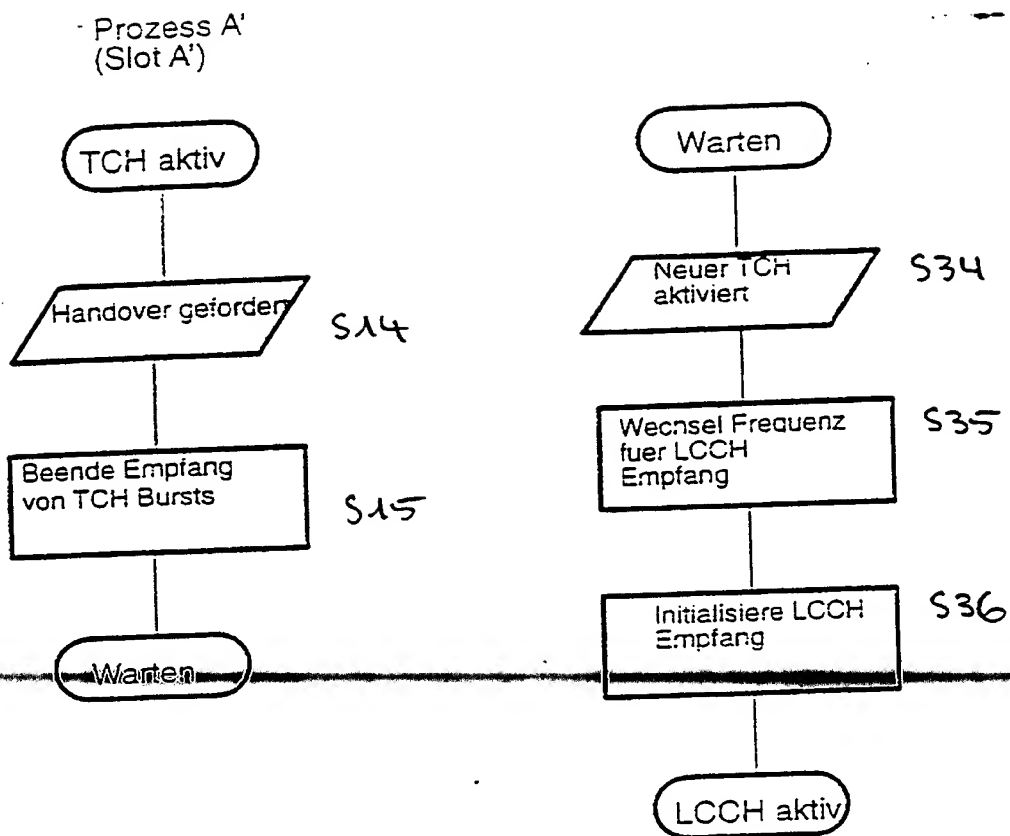 - Prozess A'
(Slot A')
TCH aktiv
Handover gefordert
S14
Beende Empfang
von TCH Bursts
S15
Warten
Warten
Neuer TCH
aktiviert
S34
Wechsel Frequenz
fuer LCCH
Empfang
S35
Initialisiere LCCH
Empfang
S36
LCCH aktiv